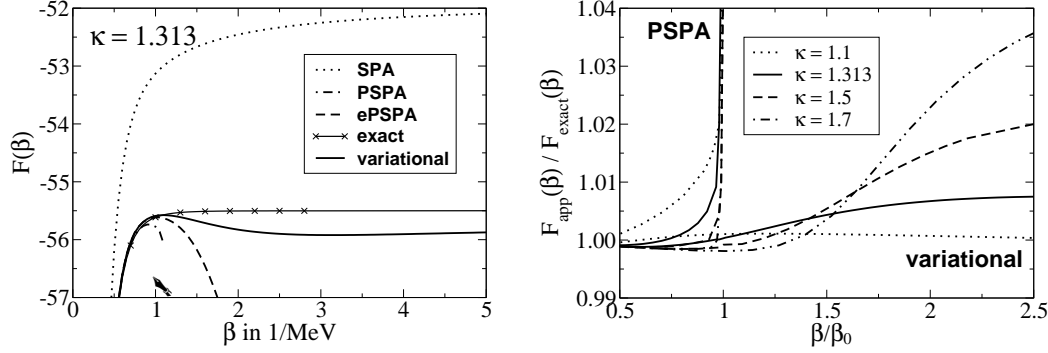 -52
-53
-54
-55
-56
-57
F(β)
κ = 1.313
SPA
PSPA
ePSPA
exact
variational
0 1 2 3 4 5
β in 1/MeV
1.04
1.03
1.02
1.01
1.00
0.99
F_app(β) / F_exact(β)
PSPA
κ = 1.1
κ = 1.313
κ = 1.5
κ = 1.7
variational
0.5 1 1.5 2 2.5
β/β₀